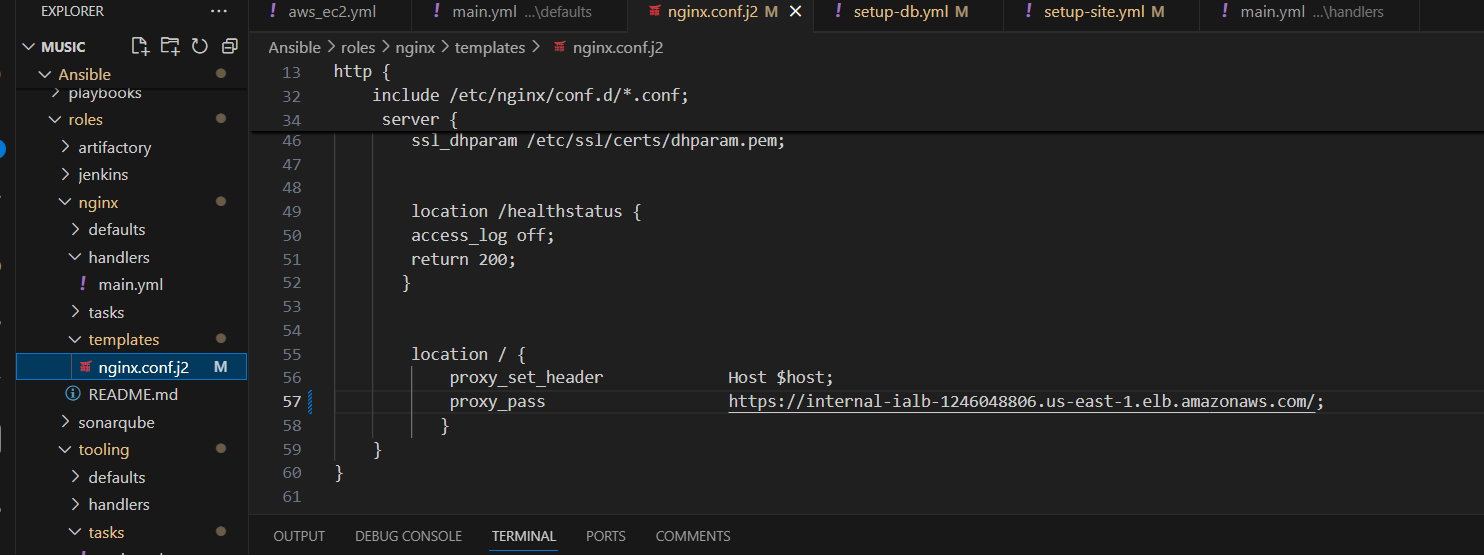 EXPLORER ...
MUSIC
Ansible
playbooks
roles
artifactory
jenkins
nginx
defaults
handlers
! main.yml
tasks
templates
nginx.conf.j2 M
README.md
sonarqube
tooling
defaults
handlers
tasks
! aws_ec2.yml
! main.yml ...\defaults
nginx.conf.j2 M
! setup-db.yml M
! setup-site.yml M
! main.yml ...\handlers
Ansible > roles > nginx > templates > nginx.conf.j2
13 http {
32 include /etc/nginx/conf.d/*.conf;
34 server {
46 ssl_dhparam /etc/ssl/certs/dhparam.pem;
47
48
49 location /healthstatus {
50 access_log off;
51 return 200;
52 }
53
54
55 location / {
56 proxy_set_header Host $host;
57 proxy_pass https://internal-ialb-1246048806.us-east-1.elb.amazonaws.com/;
58 }
59 }
60 }
61
OUTPUT DEBUG CONSOLE TERMINAL PORTS COMMENTS